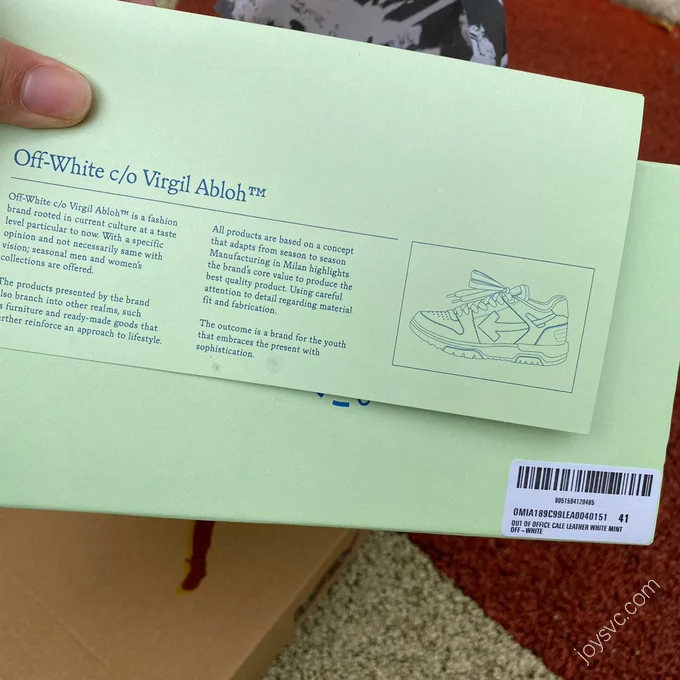 Off-White c/o Virgil Abloh™
Off-White c/o Virgil Abloh™ is a fashion
brand rooted in current culture at a taste
level particular to now. With a specific
opinion and not necessarily same with
vision; seasonal men and women's
collections are offered.
The products presented by the brand
lso branch into other realms, such
s furniture and ready-made goods that
rther reinforce an approach to lifestyle.
All products are based on a concept
that adapts from season to season
Manufacturing in Milan highlights
the brand's core value to produce the
best quality product. Using careful
attention to detail regarding material
fit and fabrication.
The outcome is a brand for the youth
that embraces the present with
sophistication.
8051594120485
OMIA189C99LEA0040151 41
OUT OF OFFICE CALE LEATHER WHITE MINT
OFF-WHITE
joysvc.com